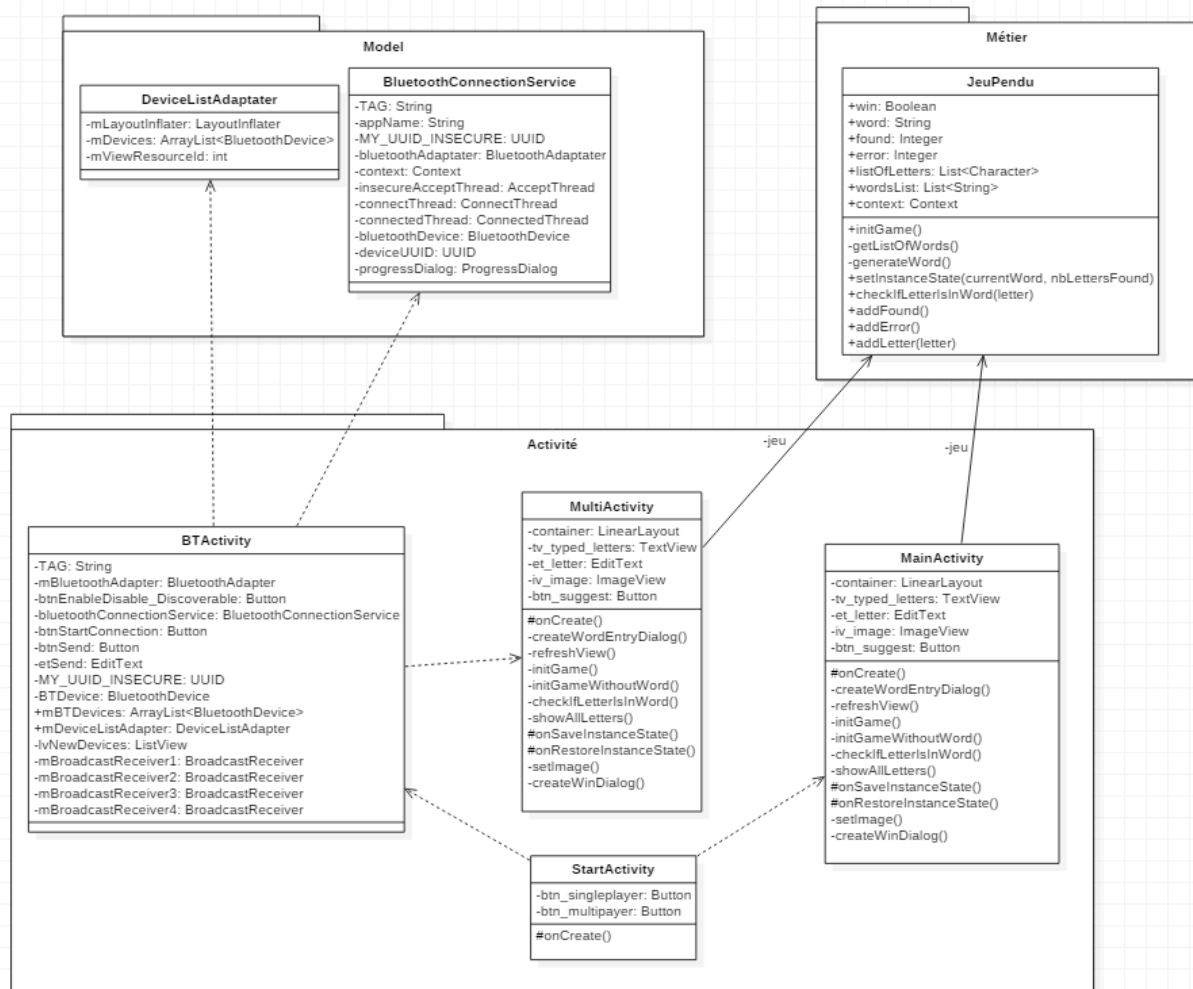 Model
DeviceListAdaptater
-mLayoutInflater: LayoutInflater
-mDevices: ArrayList<BluetoothDevice>
-mViewResourceId: int
BluetoothConnectionService
-TAG: String
-appName: String
-MY_UUID_INSECURE: UUID
-bluetoothAdaptater: BluetoothAdaptater
-context: Context
-insecureAcceptThread: AcceptThread
-connectThread: ConnectThread
-connectedThread: ConnectedThread
-bluetoothDevice: BluetoothDevice
-deviceUUID: UUID
-progressDialog: ProgressDialog
Métier
JeuPendu
+win: Boolean
+word: String
+found: Integer
+error: Integer
+listOfLetters: List<Character>
+wordsList: List<String>
+context: Context
+initGame()
-getListOfWords()
-generateWord()
+setInstanceState(currentWord, nbLettersFound)
+checkIfLetterIsInWord(letter)
+addFound()
+addError()
+addLetter(letter)
Activité
-jeu
-jeu
BTActivity
-TAG: String
-mBluetoothAdapter: BluetoothAdapter
-btnEnableDisable_Discoverable: Button
-bluetoothConnectionService: BluetoothConnectionService
-btnStartConnection: Button
-btnSend: Button
-etSend: EditText
-MY_UUID_INSECURE: UUID
-BTDevice: BluetoothDevice
+mBTDevices: ArrayList<BluetoothDevice>
+mDeviceListAdapter: DeviceListAdapter
-lvNewDevices: ListView
-mBroadcastReceiver1: BroadcastReceiver
-mBroadcastReceiver2: BroadcastReceiver
-mBroadcastReceiver3: BroadcastReceiver
-mBroadcastReceiver4: BroadcastReceiver
MultiActivity
-container: LinearLayout
-tv_typed_letters: TextView
-et_letter: EditText
-iv_image: ImageView
-btn_suggest: Button
#onCreate()
-createWordEntryDialog()
-refreshView()
-initGame()
-initGameWithoutWord()
-checkIfLetterIsInWord()
-showAllLetters()
#onSaveInstanceState()
#onRestoreInstanceState()
-setImage()
-createWinDialog()
MainActivity
-container: LinearLayout
-tv_typed_letters: TextView
-et_letter: EditText
-iv_image: ImageView
-btn_suggest: Button
#onCreate()
-createWordEntryDialog()
-refreshView()
-initGame()
-initGameWithoutWord()
-checkIfLetterIsInWord()
-showAllLetters()
#onSaveInstanceState()
#onRestoreInstanceState()
-setImage()
-createWinDialog()
StartActivity
-btn_singleplayer: Button
-btn_multipayer: Button
#onCreate()